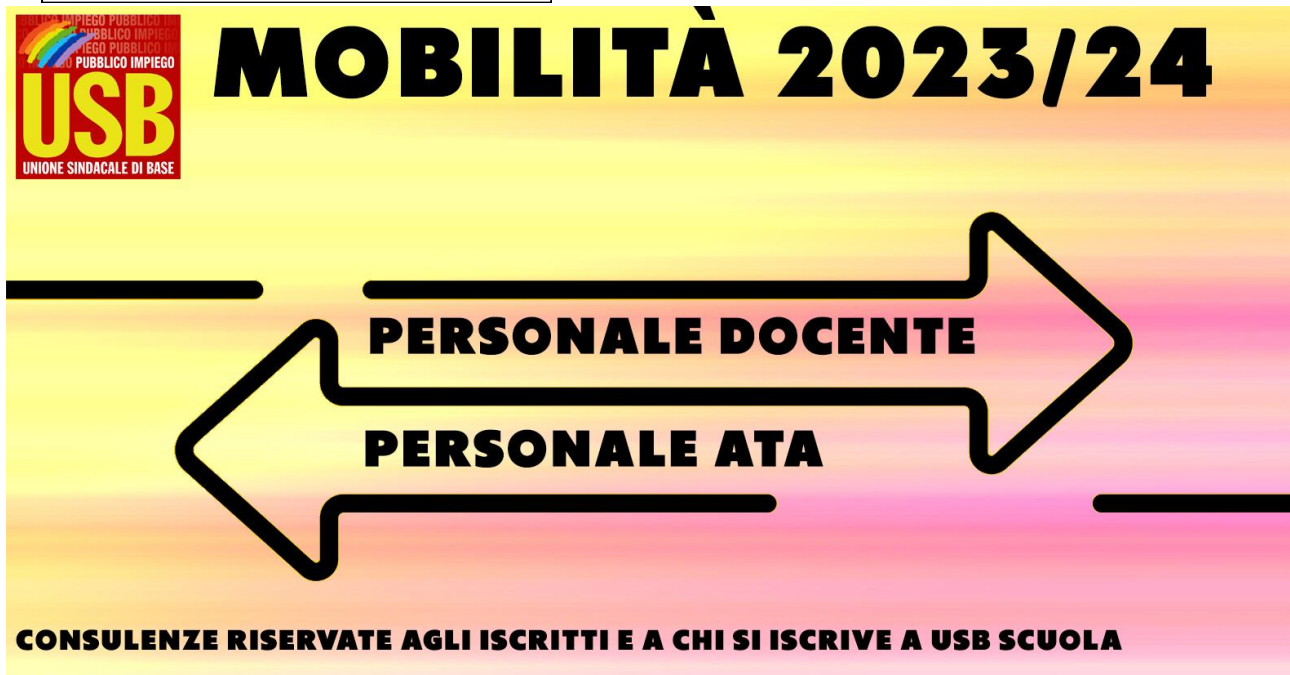 MOBILITÀ 2023/24
PUBBLICO IMPIEGO
USB
UNIONE SINDACALE DI BASE
PERSONALE DOCENTE
PERSONALE ATA
CONSULENZE RISERVATE AGLI ISCRITTI E A CHI SI ISCRIVE A USB SCUOLA